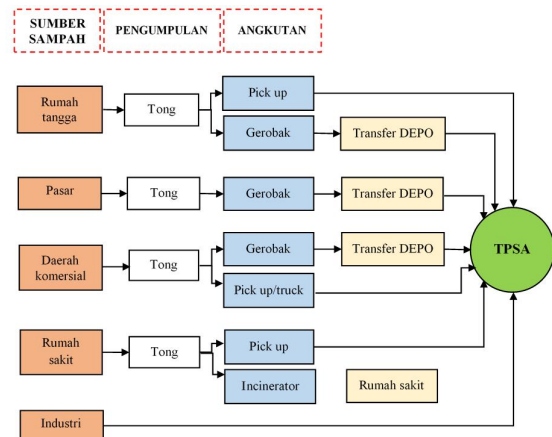 SUMBER
SAMPAH
PENGUMPULAN
ANGKUTAN
Rumah
tangga
Tong
Pick up
Gerobak
Transfer DEPO
Pasar
Tong
Gerobak
Transfer DEPO
Daerah
komersial
Tong
Gerobak
Transfer DEPO
Pick up/truck
TPSA
Rumah
sakit
Tong
Pick up
Incinerator
Rumah sakit
Industri